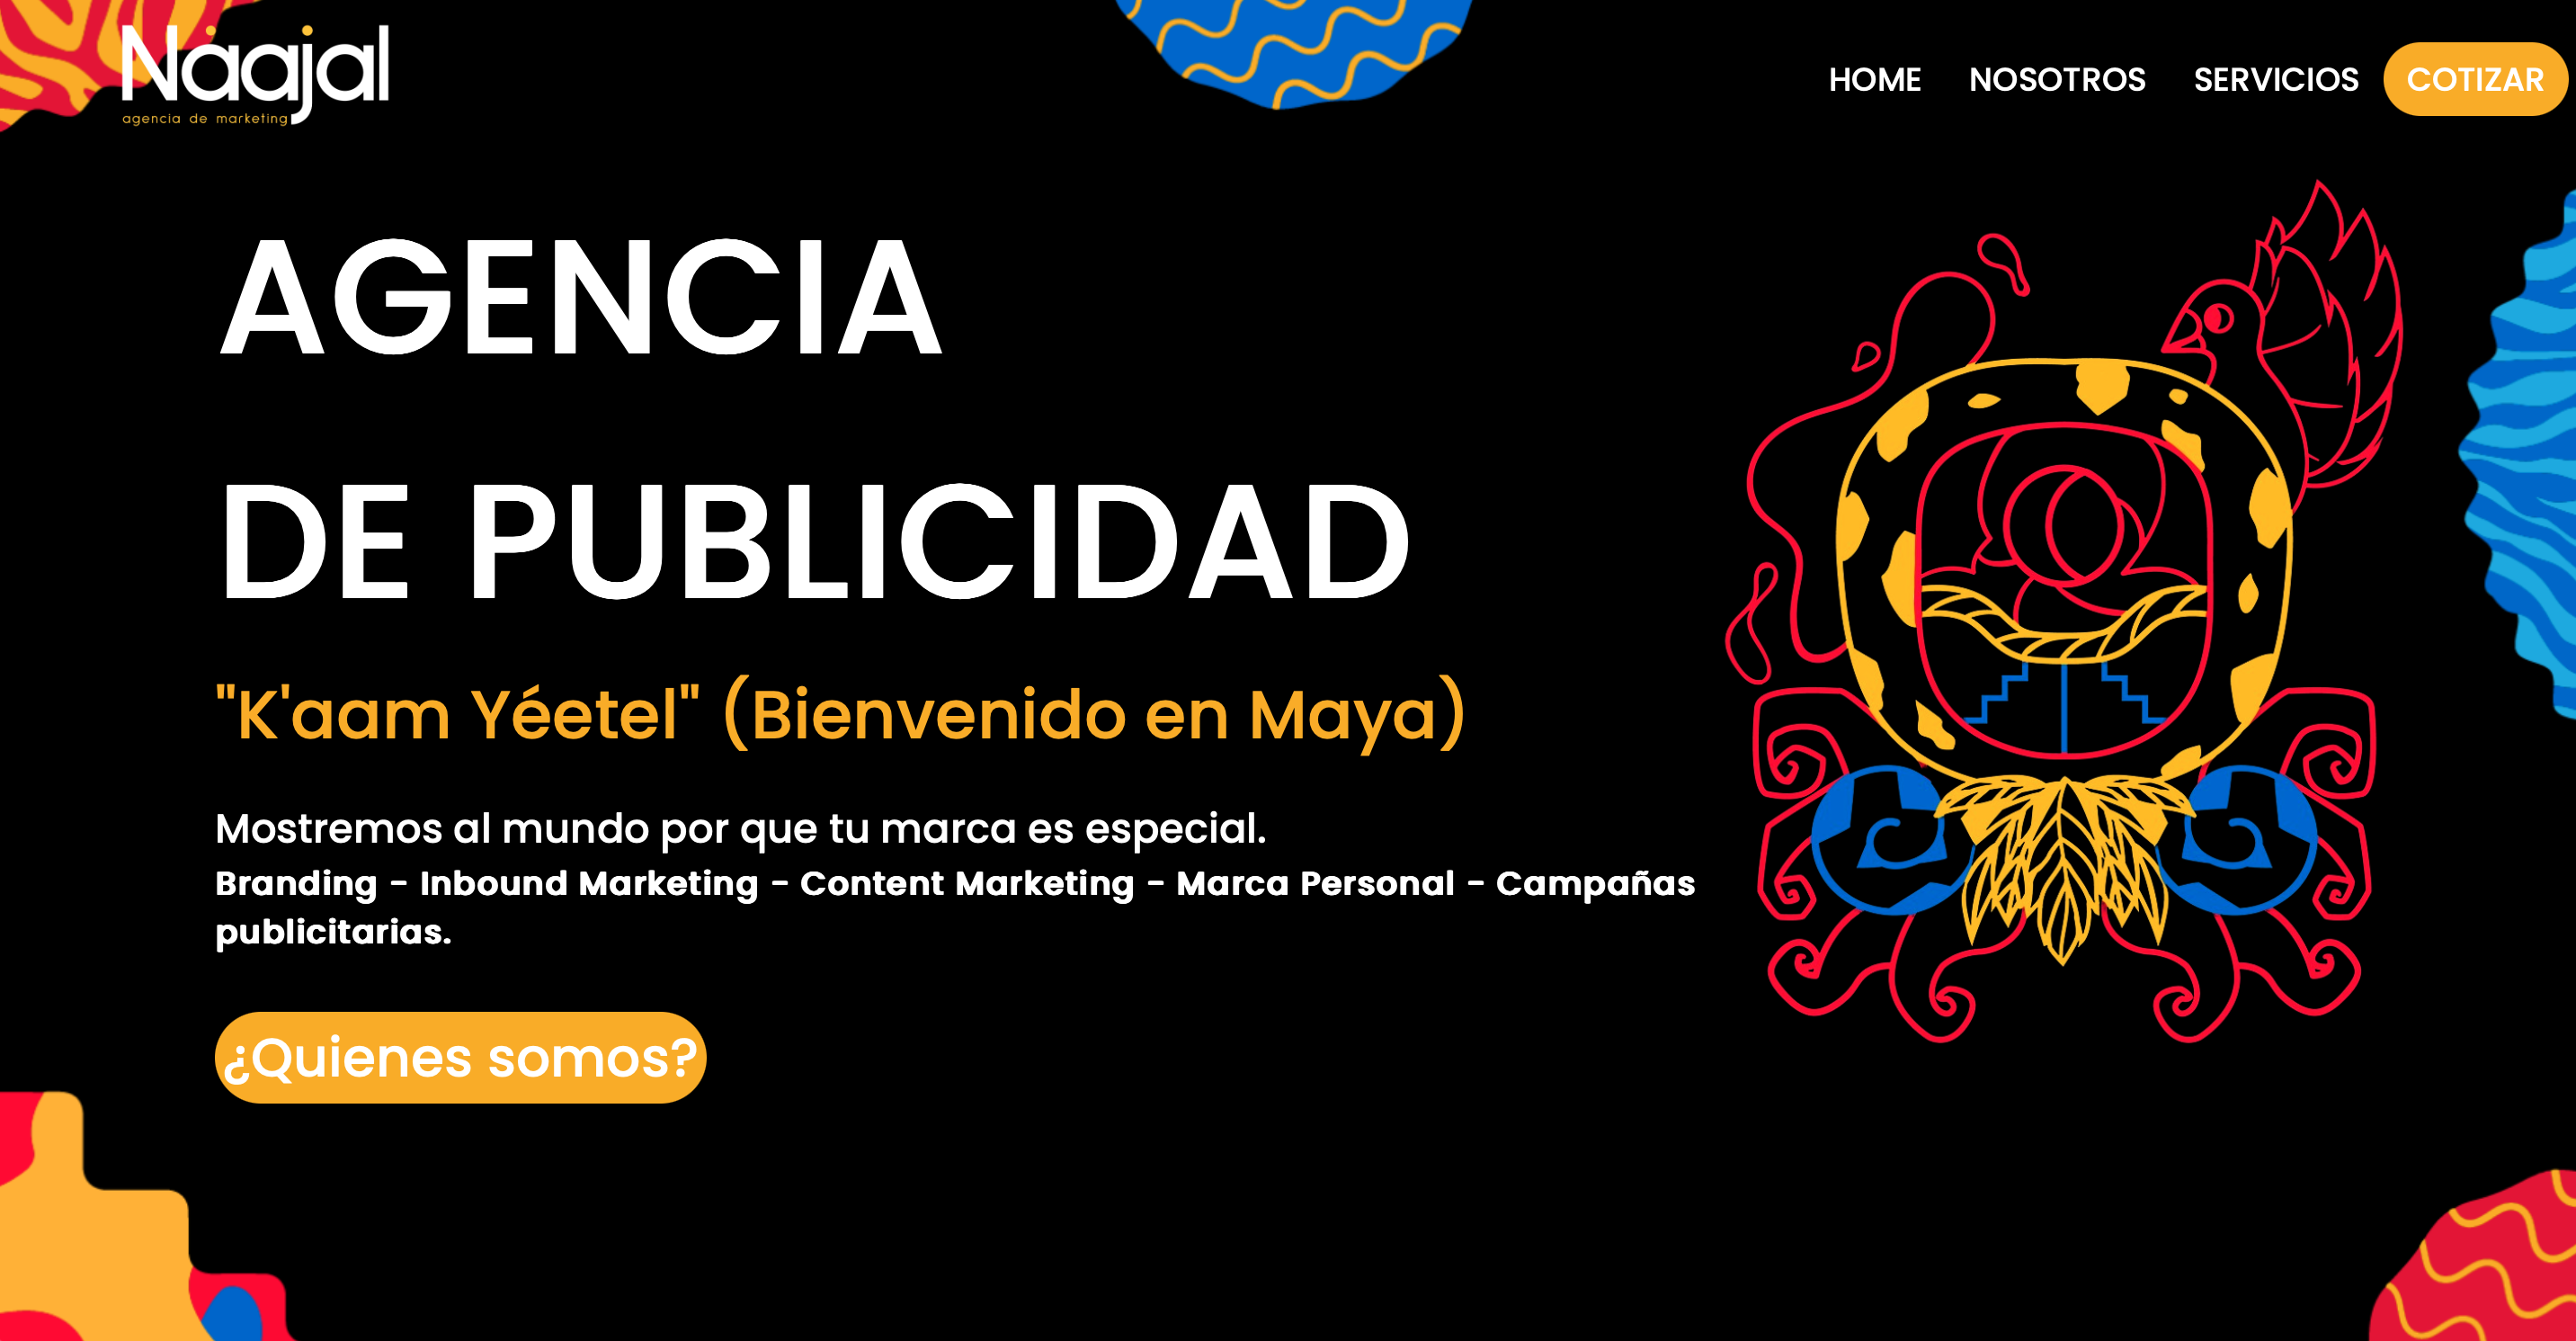 Naajal
agencia de marketing
HOME NOSOTROS SERVICIOS COTIZAR
AGENCIA
DE PUBLICIDAD
"K'aam Yéetel" (Bienvenido en Maya)
Mostremos al mundo por que tu marca es especial.
Branding - Inbound Marketing - Content Marketing - Marca Personal - Campañas
publicitarias.
¿Quienes somos?